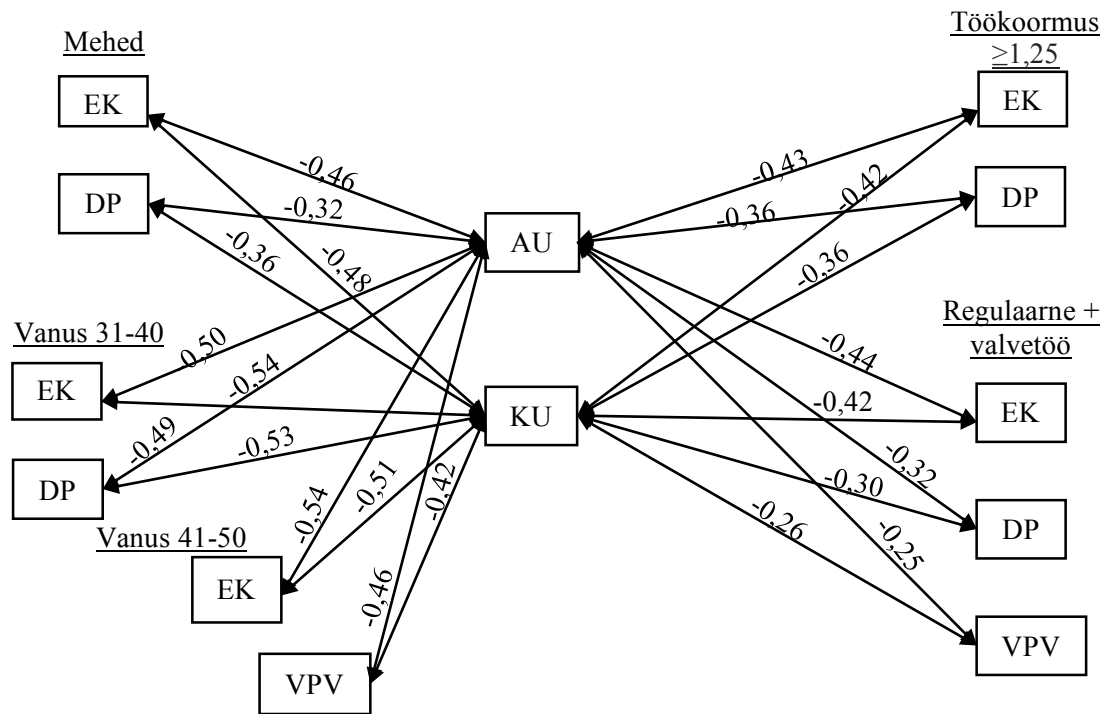 Mehed
EK
DP
-0,46
-0,32
-0,36
-0,48
Vanus 31-40
EK
DP
-0,50
-0,54
-0,49
-0,53
Vanus 41-50
EK
VPV
-0,54
-0,51
-0,42
-0,46
AU
KU
Töökoormus
≥1,25
EK
DP
-0,43
-0,42
-0,36
-0,36
Regulaarne +
valvetöö
EK
DP
VPV
-0,44
-0,42
-0,32
-0,30
-0,26
-0,25